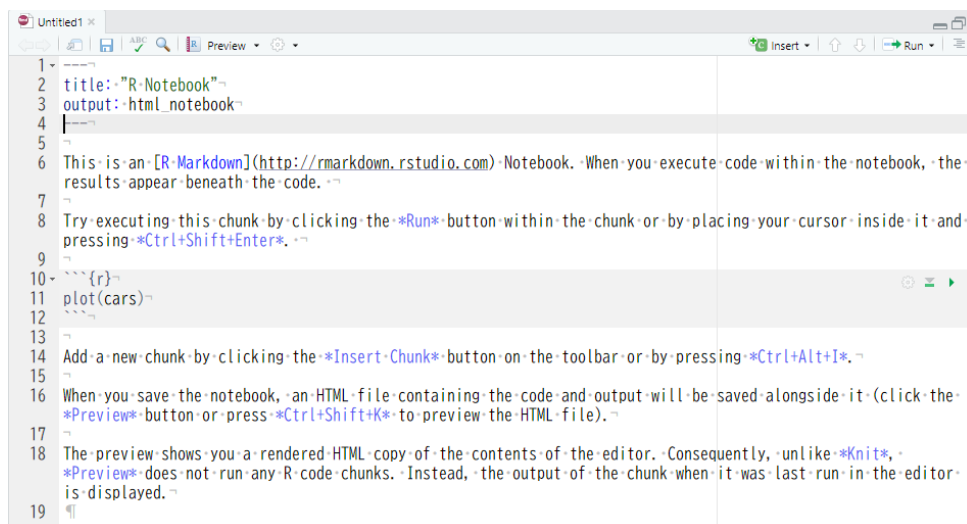 Untitled1 ×
ABC Preview Insert Run
1 ---
2 title: "R Notebook"
3 output: html_notebook
4 ---
5
6 This is an [R Markdown](http://rmarkdown.rstudio.com) Notebook. When you execute code within the notebook, the
results appear beneath the code.
7
8 Try executing this chunk by clicking the *Run* button within the chunk or by placing your cursor inside it and
pressing *Ctrl+Shift+Enter*.
9
10 ```{r}
11 plot(cars)
12 ```
13
14 Add a new chunk by clicking the *Insert Chunk* button on the toolbar or by pressing *Ctrl+Alt+I*.
15
16 When you save the notebook, an HTML file containing the code and output will be saved alongside it (click the
*Preview* button or press *Ctrl+Shift+K* to preview the HTML file).
17
18 The preview shows you a rendered HTML copy of the contents of the editor. Consequently, unlike *Knit*,
*Preview* does not run any R code chunks. Instead, the output of the chunk when it was last run in the editor
is displayed.
19